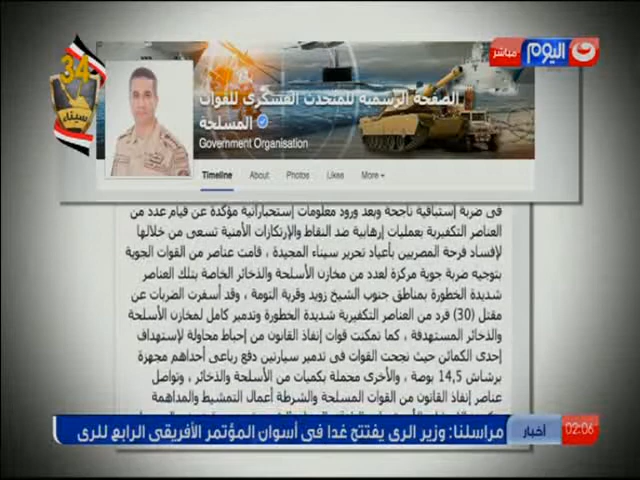 34
سيناء
اليوم
مباشر
الصفحة الرسمية للمتحدث العسكري للقوات
المسلحة
Government Organisation
Timeline About Photos Likes More
فى ضربة إستباقية ناجحة وبعد ورود معلومات إستخباراتية مؤكدة عن قيام عدد من
العناصر التكفيرية بعمليات إرهابية ضد النقاط والإرتكازات الأمنية تسعى من خلالها
لإفساد فرحة المصريين بأعياد تحرير سيناء المجيدة ، قامت عناصر من القوات الجوية
بتوجيه ضربة جوية مركزة لعدد من مخازن الأسلحة والذخائر الخاصة بتلك العناصر
شديدة الخطورة بمناطق جنوب الشيخ زويد وقرية التومة ، وقد أسفرت الضربات عن
مقتل (30) فرد من العناصر التكفيرية شديدة الخطورة وتدمير كامل لمخازن الأسلحة
والذخائر المستهدفة ، كما تمكنت قوات إنفاذ القانون من إحباط محاولة لإستهداف
إحدى الكمائن حيث نجحت القوات فى تدمير سيارتين دفع رباعى أحداهم مجهزة
برشاش 14,5 بوصة ، والأخرى محملة بكميات من الأسلحة والذخائر ، وتواصل
عناصر إنفاذ القانون من القوات المسلحة والشرطة أعمال التمشيط والمداهمة
02:06 أخبار مراسلنا: وزير الرى يفتتح غدا فى أسوان المؤتمر الأفريقى الرابع للرى